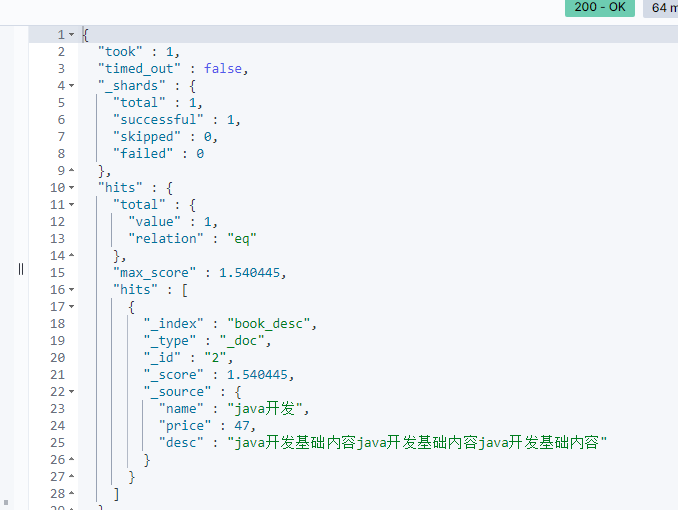 200 - OK
64 m
1 {
2 "took" : 1,
3 "timed_out" : false,
4 "_shards" : {
5 "total" : 1,
6 "successful" : 1,
7 "skipped" : 0,
8 "failed" : 0
9 },
10 "hits" : {
11 "total" : {
12 "value" : 1,
13 "relation" : "eq"
14 },
15 "max_score" : 1.540445,
16 "hits" : [
17 {
18 "_index" : "book_desc",
19 "_type" : "_doc",
20 "_id" : "2",
21 "_score" : 1.540445,
22 "_source" : {
23 "name" : "java开发",
24 "price" : 47,
25 "desc" : "java开发基础内容java开发基础内容java开发基础内容"
26 }
27 }
28 ]
29 }